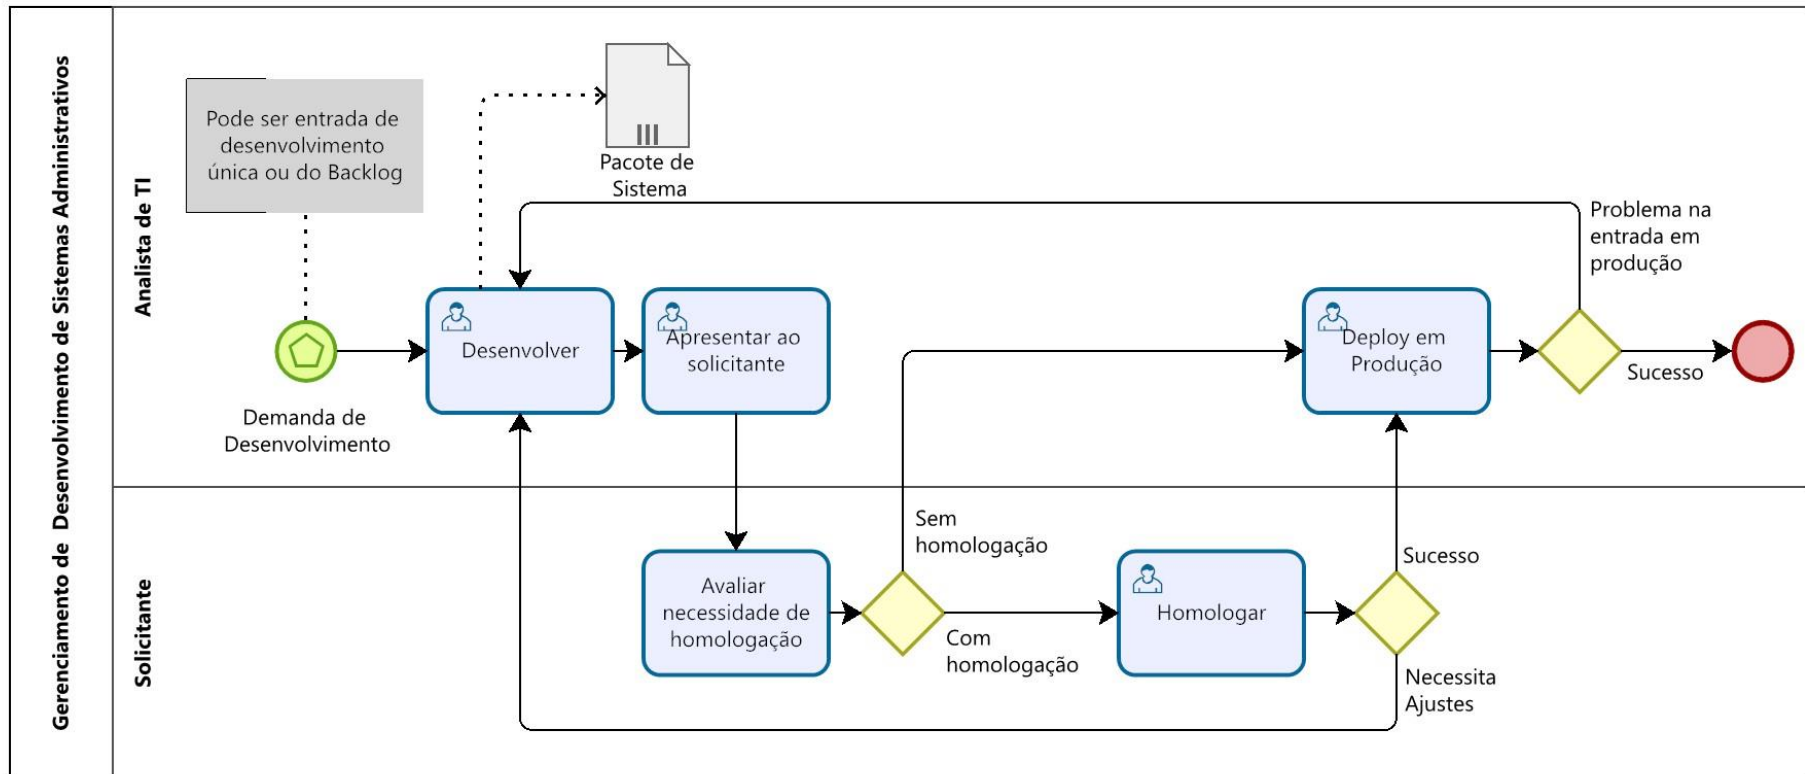 Gerenciamento de Desenvolvimento de Sistemas Administrativos
Analista de TI
Pode ser entrada de
desenvolvimento
única ou do Backlog
Pacote de
Sistema
Problema na
entrada em
produção
Demanda de
Desenvolvimento
Desenvolver
Apresentar ao
solicitante
Deploy em
Produção
Sucesso
Solicitante
Avaliar
necessidade de
homologação
Sem
homologação
Com
homologação
Homologar
Sucesso
Necessita
Ajustes